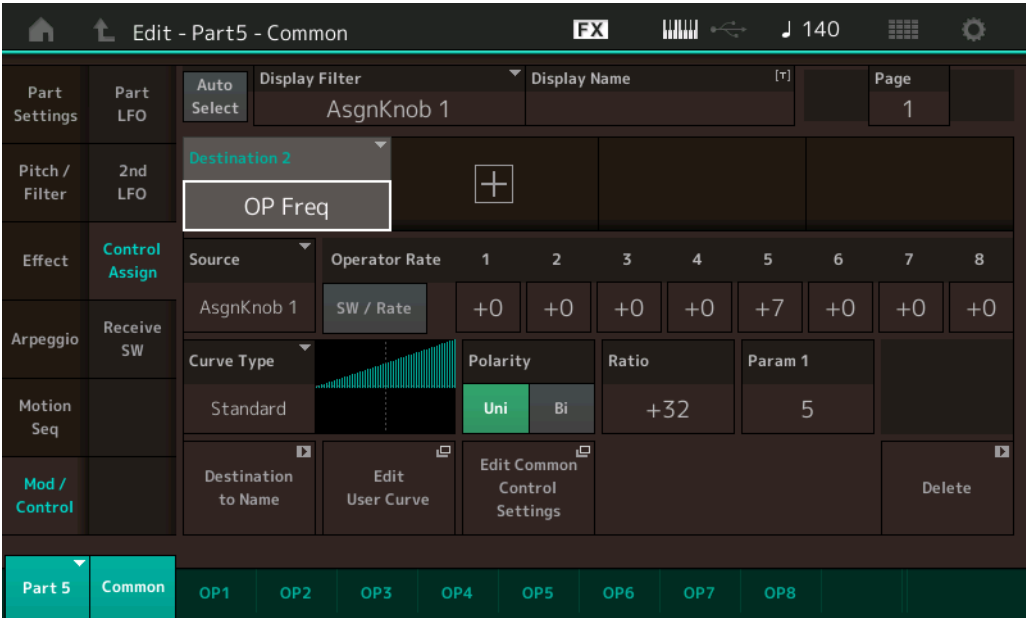 Edit - Part5 - Common
FX
140
Part
Settings
Part
LFO
Auto
Select
Display Filter
AsgnKnob 1
Display Name
[T]
Page
1
Pitch /
Filter
2nd
LFO
Destination 2
OP Freq
Effect
Control
Assign
Source
AsgnKnob 1
Operator Rate
SW / Rate
1 2 3 4 5 6 7 8
+0 +0 +0 +0 +7 +0 +0 +0
Arpeggio
Receive
SW
Curve Type
Standard
Polarity
Uni Bi
Ratio
+32
Param 1
5
Motion
Seq
Mod /
Control
Destination
to Name
Edit
User Curve
Edit Common
Control
Settings
Delete
Part 5 Common OP1 OP2 OP3 OP4 OP5 OP6 OP7 OP8